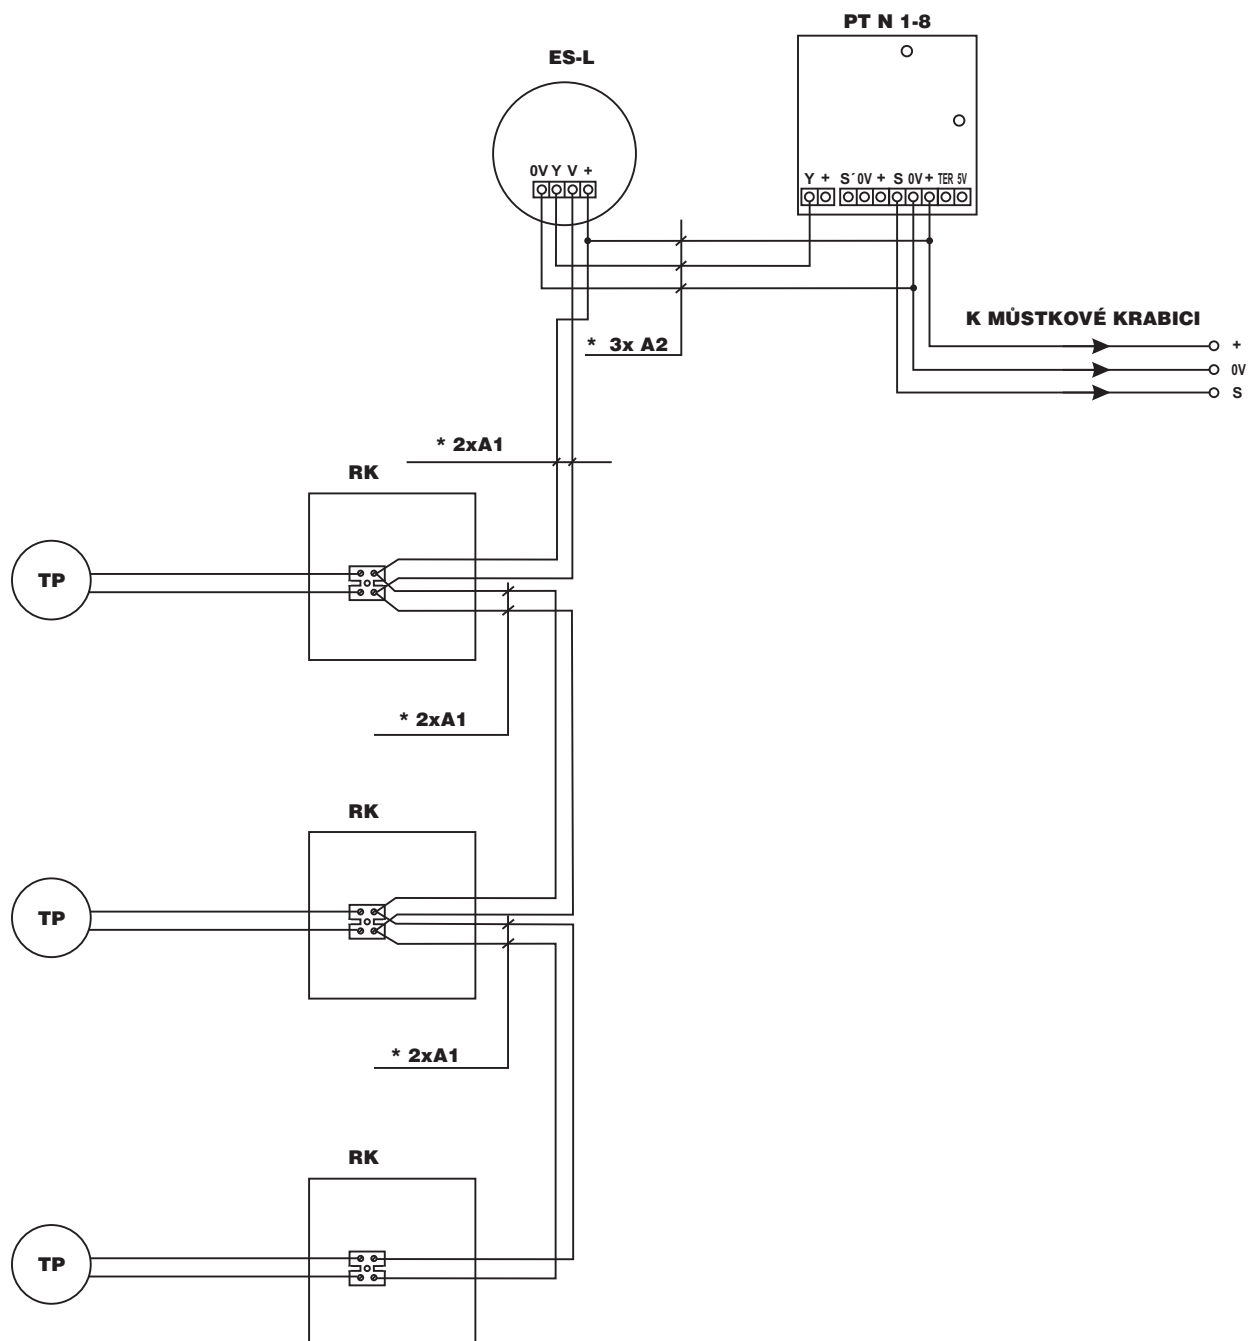 PT N 1-8
ES-L
0V Y V +
Y + S´ 0V + S 0V + TER 5V
K MŮSTKOVÉ KRABICI
* 3x A2
+
0V
S
* 2xA1
RK
TP
* 2xA1
RK
TP
* 2xA1
RK
TP